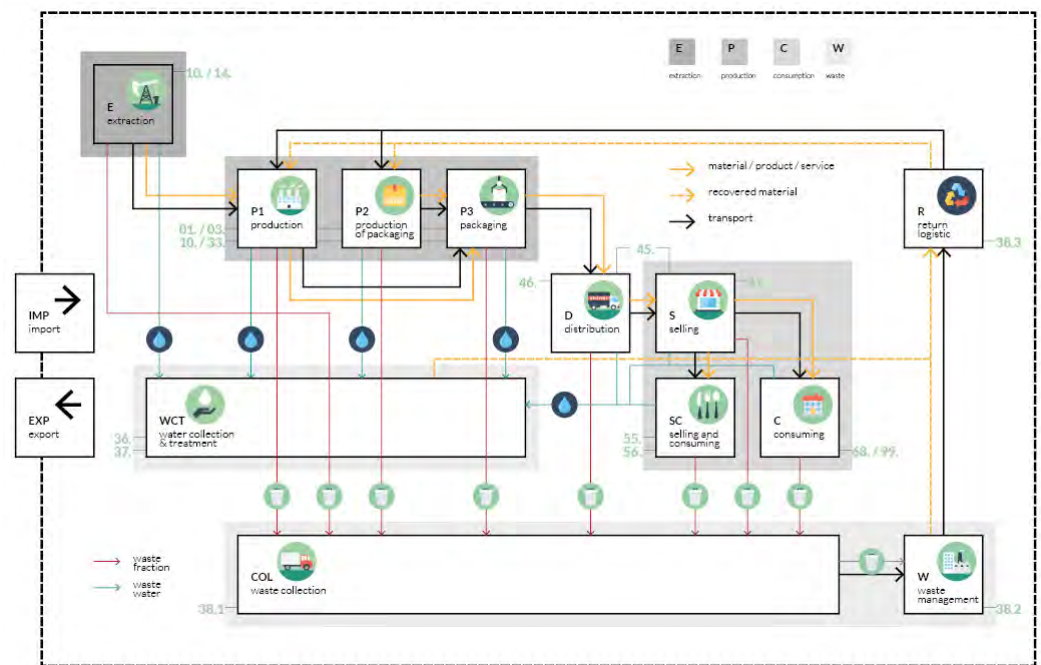 E
P
C
W
extraction
production
consumption
waste
10. / 14.
E
extraction
material / product / service
recovered material
transport
P1
production
P2
production
of packaging
P3
packaging
R
return
logistic
01. / 03.
10. / 33.
38.3
45.
46.
IMP
import
D
distribution
S
selling
EXP
export
WCT
water collection
& treatment
36.
37.
SC
selling and
consuming
55.
56.
C
consuming
68. / 99.
waste
fraction
waste
water
COL
waste collection
38.1
W
waste
management
38.2